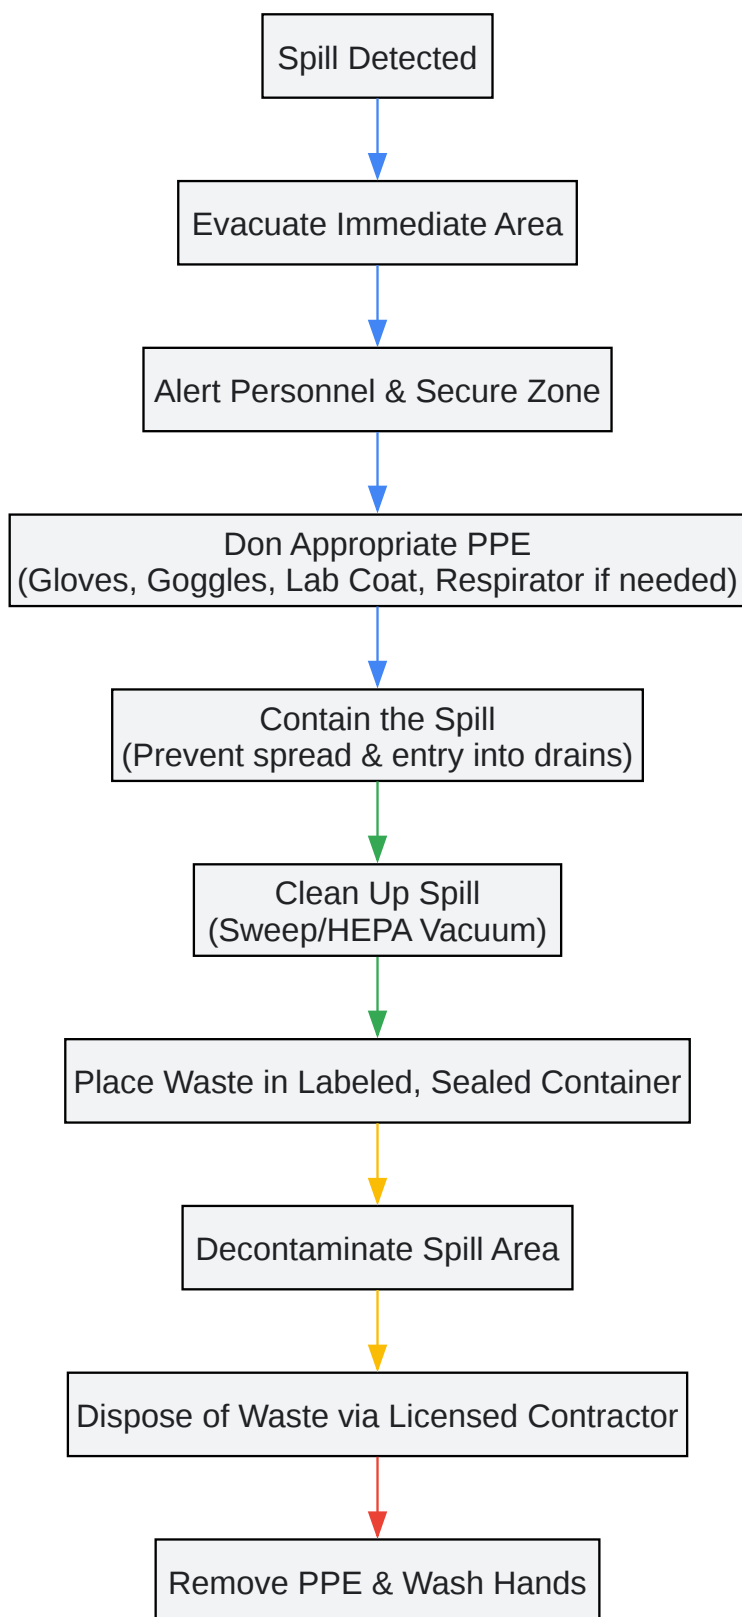 Spill Detected
Evacuate Immediate Area
Alert Personnel & Secure Zone
Don Appropriate PPE
(Gloves, Goggles, Lab Coat, Respirator if needed)
Contain the Spill
(Prevent spread & entry into drains)
Clean Up Spill
(Sweep/HEPA Vacuum)
Place Waste in Labeled, Sealed Container
Decontaminate Spill Area
Dispose of Waste via Licensed Contractor
Remove PPE & Wash Hands